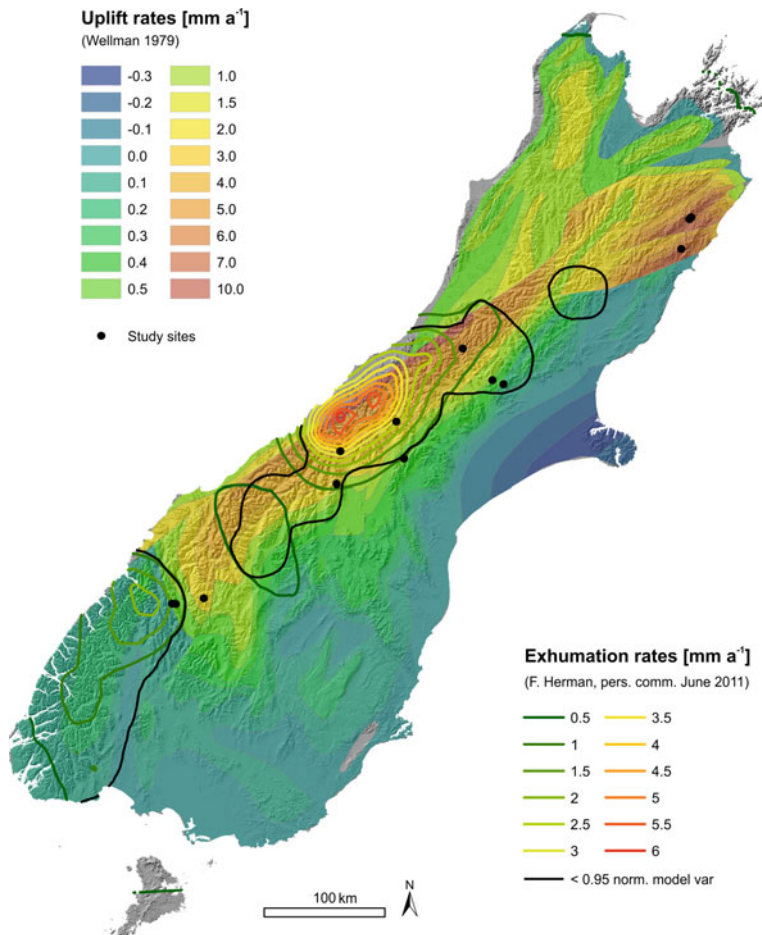 Uplift rates [mm a⁻¹]
(Wellman 1979)
-0.3 1.0
-0.2 1.5
-0.1 2.0
0.0 3.0
0.1 4.0
0.2 5.0
0.3 6.0
0.4 7.0
0.5 10.0
Study sites
Exhumation rates [mm a⁻¹]
(F. Herman, pers. comm. June 2011)
0.5 3.5
1 4
1.5 4.5
2 5
2.5 5.5
3 6
< 0.95 norm. model var
100 km
N